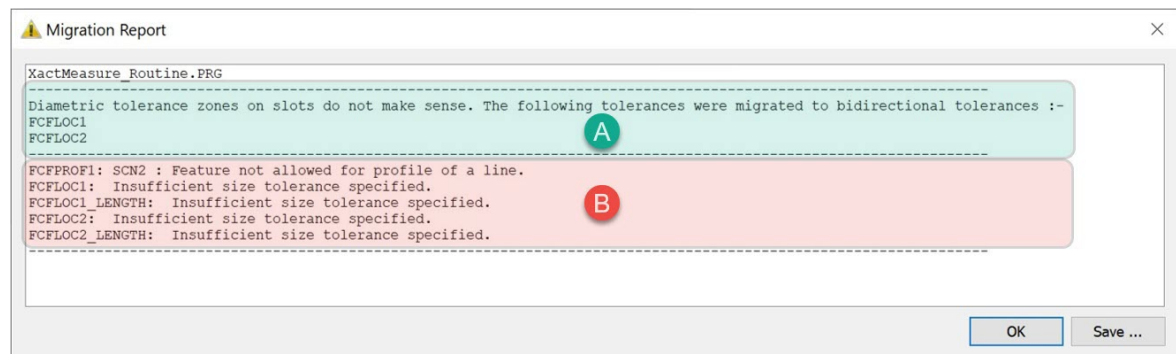 Migration Report
XactMeasure_Routine.PRG
Diametric tolerance zones on slots do not make sense. The following tolerances were migrated to bidirectional tolerances :-
FCFLOC1
FCFLOC2
A
FCFPROF1: SCN2 : Feature not allowed for profile of a line.
FCFLOC1:  Insufficient size tolerance specified.
FCFLOC1_LENGTH:  Insufficient size tolerance specified.
FCFLOC2:  Insufficient size tolerance specified.
FCFLOC2_LENGTH:  Insufficient size tolerance specified.
B
OK
Save ...